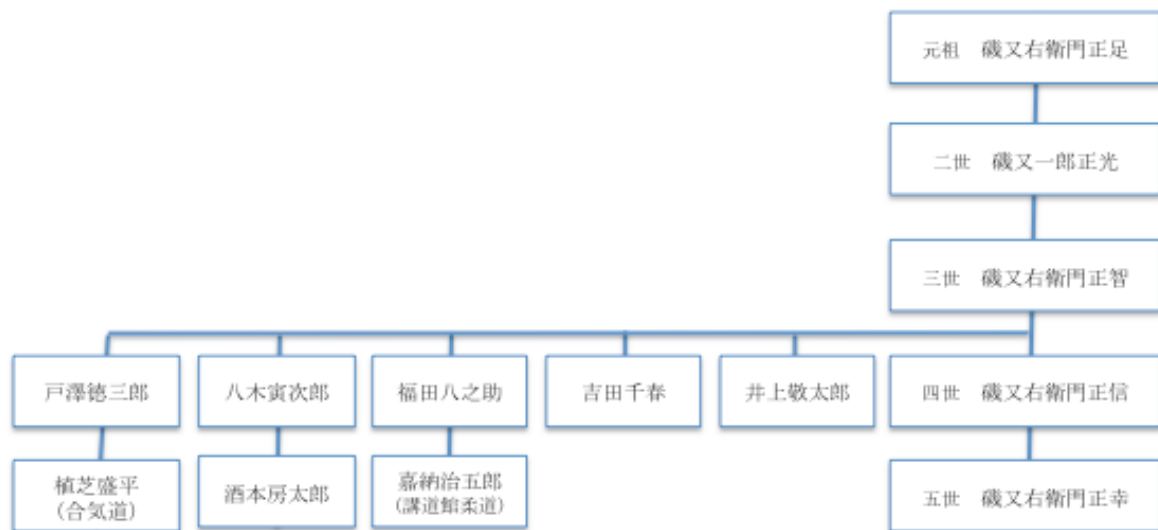 元祖　磯又右衛門正足
二世　磯又一郎正光
三世　磯又右衛門正智
戸澤徳三郎
八木寅次郎
福田八之助
吉田千春
井上敬太郎
四世　磯又右衛門正信
植芝盛平
(合気道)
酒本房太郎
嘉納治五郎
(講道館柔道)
五世　磯又右衛門正幸